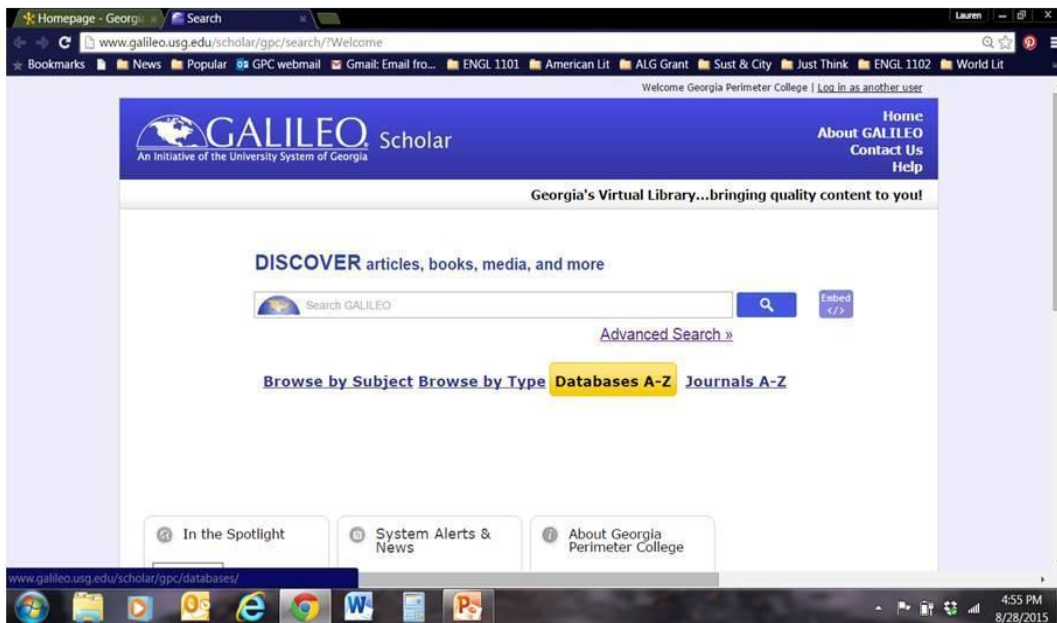 Homepage - Georgi
Search
Lauren
www.galileo.usg.edu/scholar/gpc/search/?Welcome
Bookmarks News Popular GPC webmail Gmail: Email fro... ENGL 1101 American Lit ALG Grant Sust & City Just Think ENGL 1102 World Lit
Welcome Georgia Perimeter College | Log in as another user
GALILEO Scholar
An Initiative of the University System of Georgia
Home
About GALILEO
Contact Us
Help
Georgia's Virtual Library...bringing quality content to you!
DISCOVER articles, books, media, and more
Search GALILEO
Embed
</>
Advanced Search »
Browse by Subject Browse by Type Databases A-Z Journals A-Z
In the Spotlight
System Alerts &
News
About Georgia
Perimeter College
www.galileo.usg.edu/scholar/gpc/databases/
4:55 PM
8/28/2015